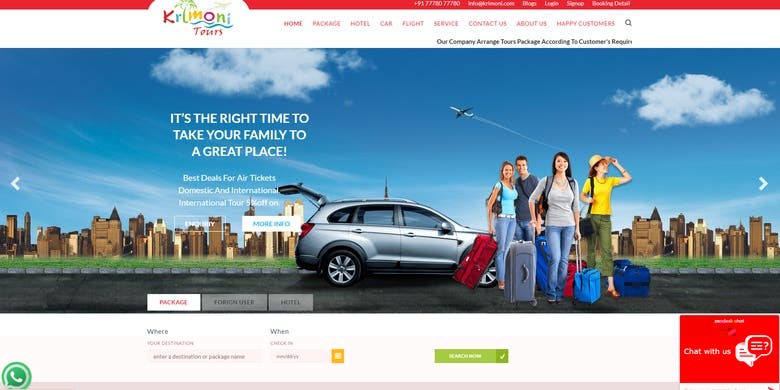 +91 77780 77780 info@krimoni.com Blogs Login Signup Booking Detail
Krimoni
Tours
HOME PACKAGE HOTEL CAR FLIGHT SERVICE CONTACT US ABOUT US HAPPY CUSTOMERS
Our Company Arrange Tours Package According To Customer's Require
IT'S THE RIGHT TIME TO
TAKE YOUR FAMILY TO
A GREAT PLACE!
Best Deals For Air Tickets
Domestic And International
International Tour 5%off on.
ENQUIRY MORE INFO
PACKAGE FORIGN USER HOTEL
Where When
YOUR DESTINATION CHECK IN
enter a destination or package name mm/dd/yy SEARCH NOW
zendesk chat
Chat with us